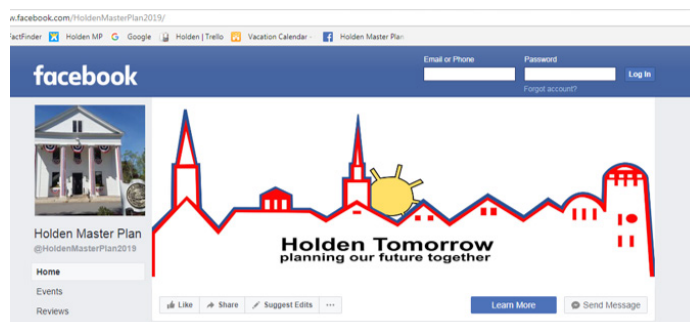 w.facebook.com/HoldenMasterPlan2019/
actFinder Holden MP G Google Holden | Trello Vacation Calendar - Holden Master Plan
Email or Phone Password
facebook Log In
Forgot account?
Holden Tomorrow
planning our future together
Holden Master Plan
@HoldenMasterPlan2019
Home
Events
Reviews
Like Share Suggest Edits ... Learn More Send Message